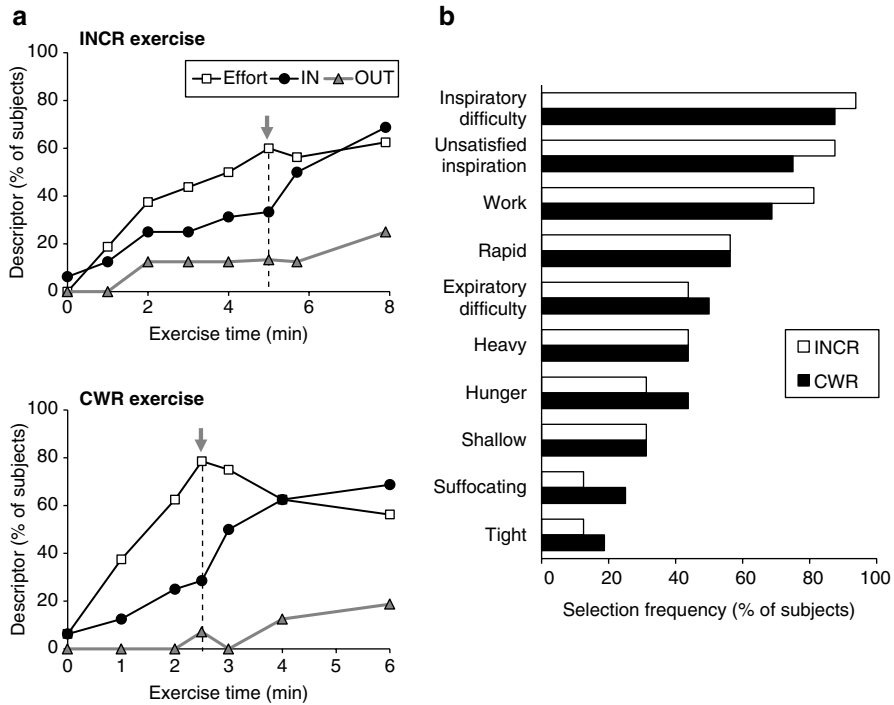 a
INCR exercise
Effort IN OUT
Descriptor (% of subjects)
100
80
60
40
20
0
0 2 4 6 8
Exercise time (min)
CWR exercise
Descriptor (% of subjects)
100
80
60
40
20
0
0 1 2 3 4 5 6
Exercise time (min)
b
Inspiratory
difficulty
Unsatisfied
inspiration
Work
Rapid
Expiratory
difficulty
Heavy
Hunger
Shallow
Suffocating
Tight
INCR
CWR
0 20 40 60 80 100
Selection frequency (% of subjects)